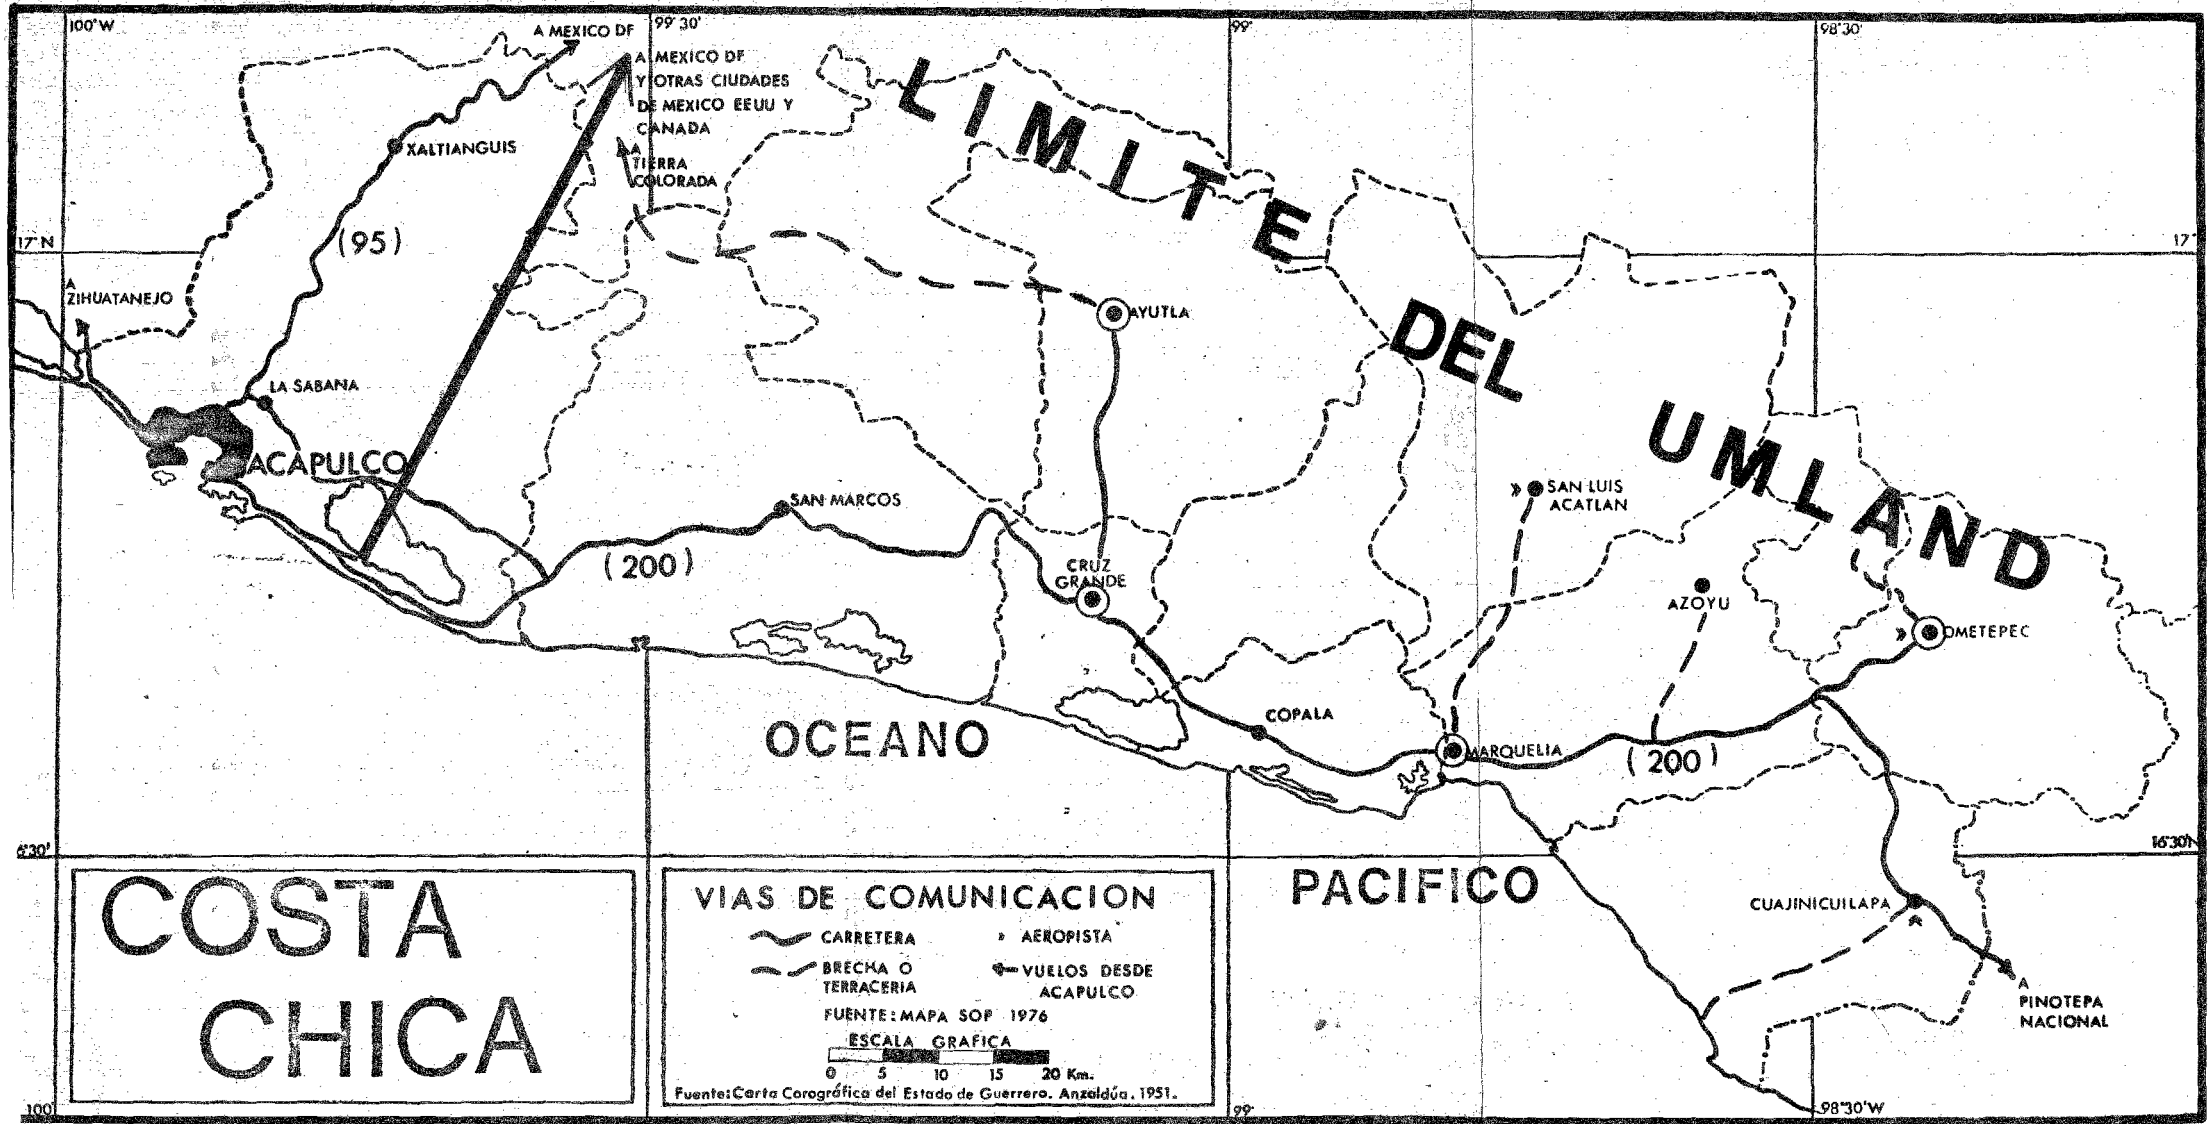 100°W
99°30'
99°
98°30'
A MEXICO DF
A MEXICO DF
Y OTRAS CIUDADES
DE MEXICO EEUU Y
CANADA
A
TIERRA
COLORADA
XALTIANGUIS
LIMITE DEL UMLAND
17°N
(95)
17°
A
ZIHUATANEJO
AYUTLA
LA SABANA
ACAPULCO
SAN MARCOS
SAN LUIS
ACATLAN
(200)
CRUZ
GRANDE
AZOYU
OMETEPEC
COPALA
OCEANO
MARQUELIA
(200)
6°30'
16°30'N
PACIFICO
CUAJINICUILAPA
A
PINOTEPA
NACIONAL
COSTA
CHICA
VIAS DE COMUNICACION
CARRETERA
AEROPISTA
BRECHA O
TERRACERIA
VUELOS DESDE
ACAPULCO
FUENTE: MAPA SOP 1976
ESCALA GRAFICA
0 5 10 15 20 Km.
Fuente: Carta Corográfica del Estado de Guerrero. Anzaldúa. 1951.
100°
99°
98°30'W